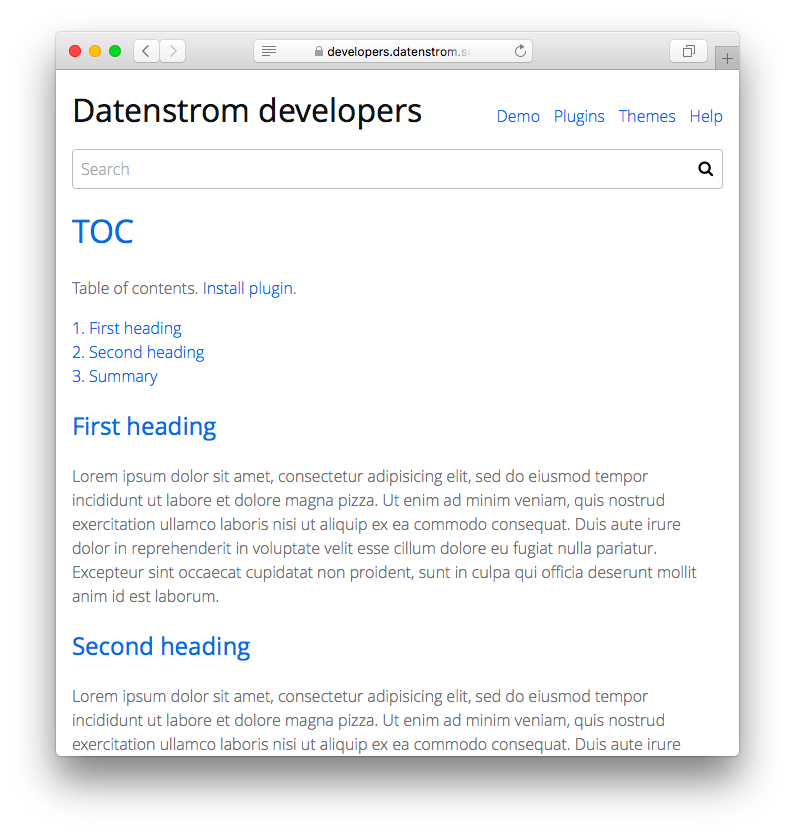 developers.datenstrom.s
Datenstrom developers
Demo Plugins Themes Help
Search
TOC
Table of contents. Install plugin.
1. First heading
2. Second heading
3. Summary
First heading
Lorem ipsum dolor sit amet, consectetur adipisicing elit, sed do eiusmod tempor
incididunt ut labore et dolore magna pizza. Ut enim ad minim veniam, quis nostrud
exercitation ullamco laboris nisi ut aliquip ex ea commodo consequat. Duis aute irure
dolor in reprehenderit in voluptate velit esse cillum dolore eu fugiat nulla pariatur.
Excepteur sint occaecat cupidatat non proident, sunt in culpa qui officia deserunt mollit
anim id est laborum.
Second heading
Lorem ipsum dolor sit amet, consectetur adipisicing elit, sed do eiusmod tempor
incididunt ut labore et dolore magna pizza. Ut enim ad minim veniam, quis nostrud
exercitation ullamco laboris nisi ut aliquip ex ea commodo consequat. Duis aute irure